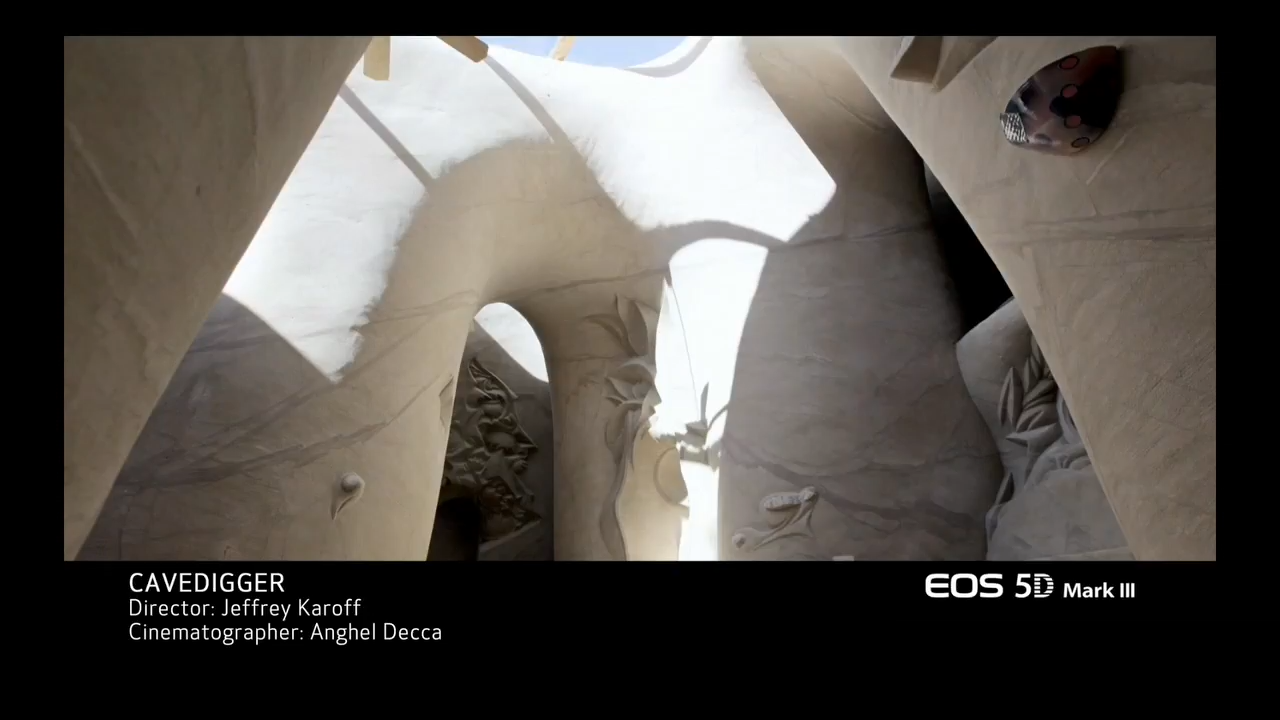 CAVEDIGGER
Director: Jeffrey Karoff
Cinematographer: Anghel Decca
EOS 5D Mark III